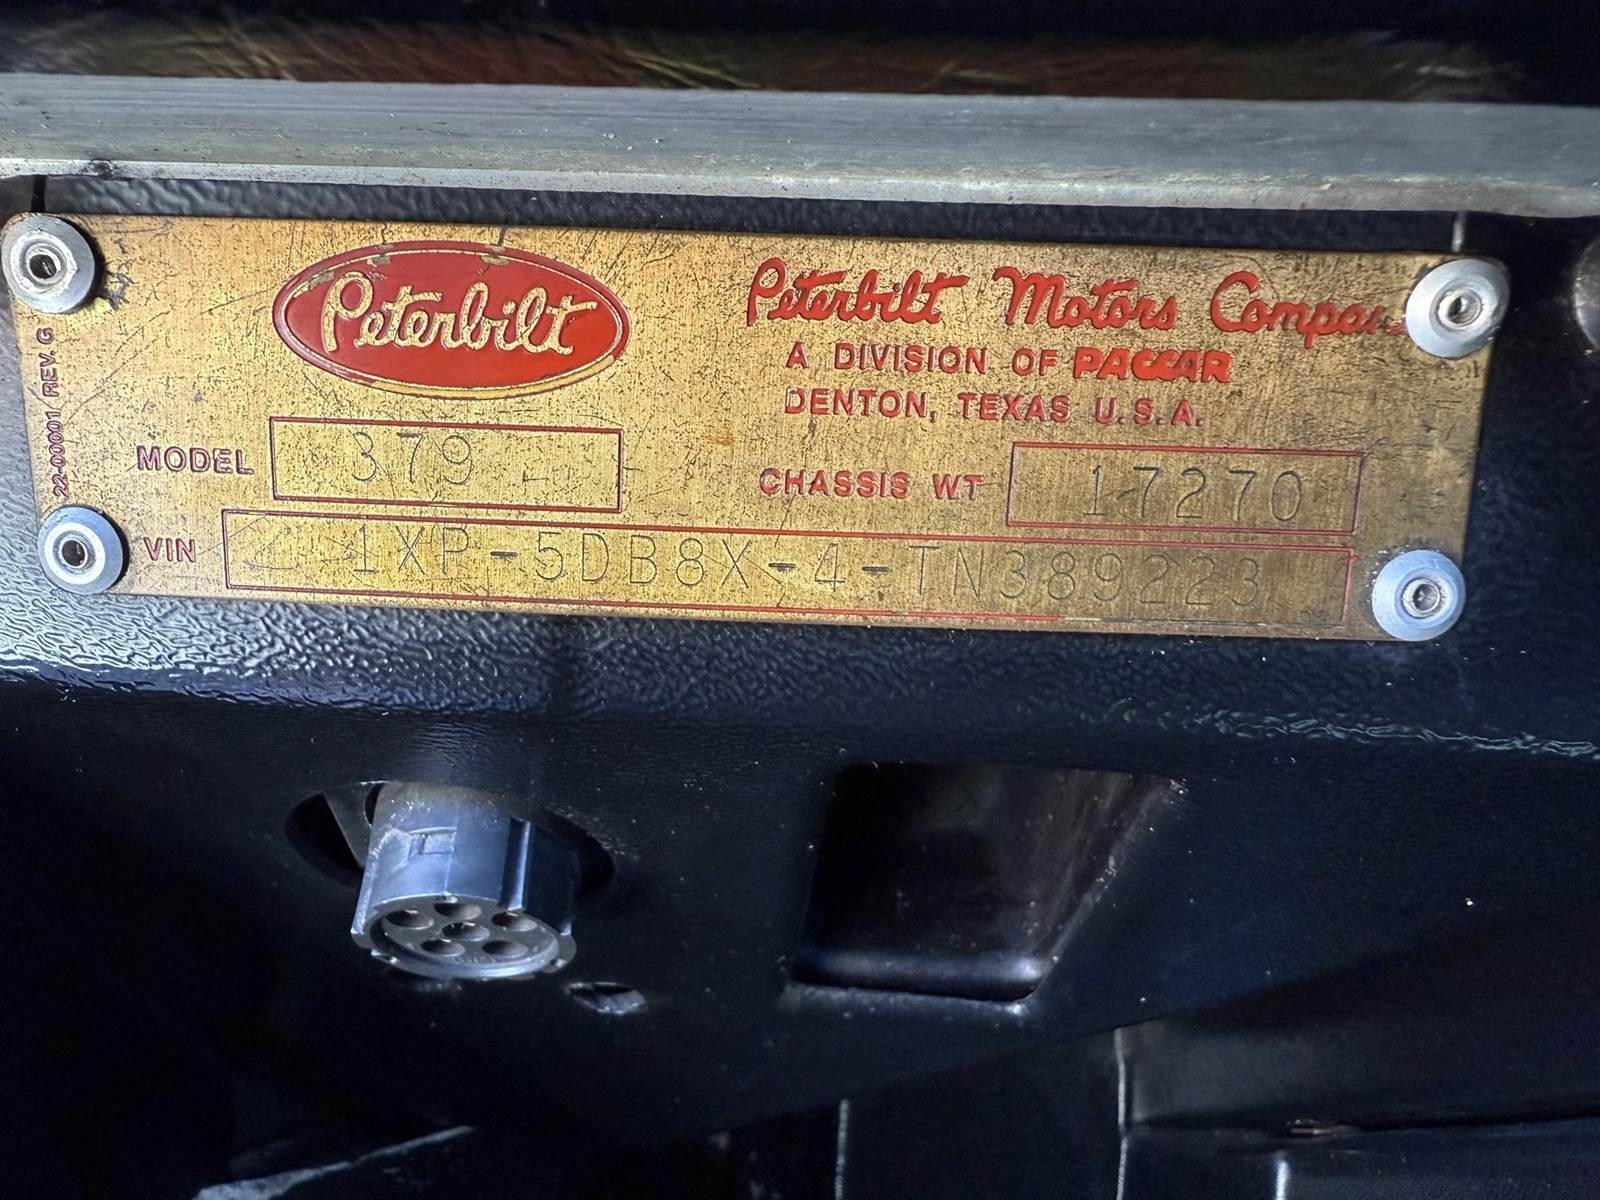 Peterbilt
Peterbilt Motors Compa
A DIVISION OF PACCAR
DENTON, TEXAS U.S.A.
MODEL 379
CHASSIS WT 17270
VIN 1XP-5DB8X-4-TN389223
22-00001 REV. G